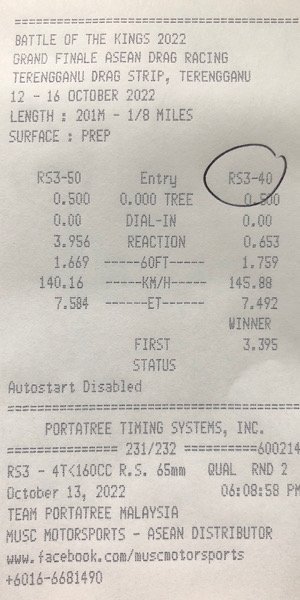 ================================
BATTLE OF THE KINGS 2022
GRAND FINALE ASEAN DRAG RACING
TERENGGANU DRAG STRIP, TERENGGANU
12 - 16 OCTOBER 2022
LENGTH : 201M - 1/8 MILES
SURFACE : PREP
RS3-50 Entry RS3-40
0.500 0.000 TREE 0.500
0.00 DIAL-IN 0.00
3.956 REACTION 0.653
1.669 -----60FT----- 1.759
140.16 -----KM/H----- 145.88
7.584 ------ET------ 7.492
WINNER
FIRST 3.395
STATUS
Autostart Disabled
================================
PORTATREE TIMING SYSTEMS, INC.
=============== 231/232 ==========600214
RS3 - 4T<160CC R.S. 65mm QUAL RND 2
October 13, 2022 06:08:58 PM
TEAM PORTATREE MALAYSIA
MUSC MOTORSPORTS - ASEAN DISTRIBUTOR
www.facebook.com/muscmotorsports
+6016-6681490